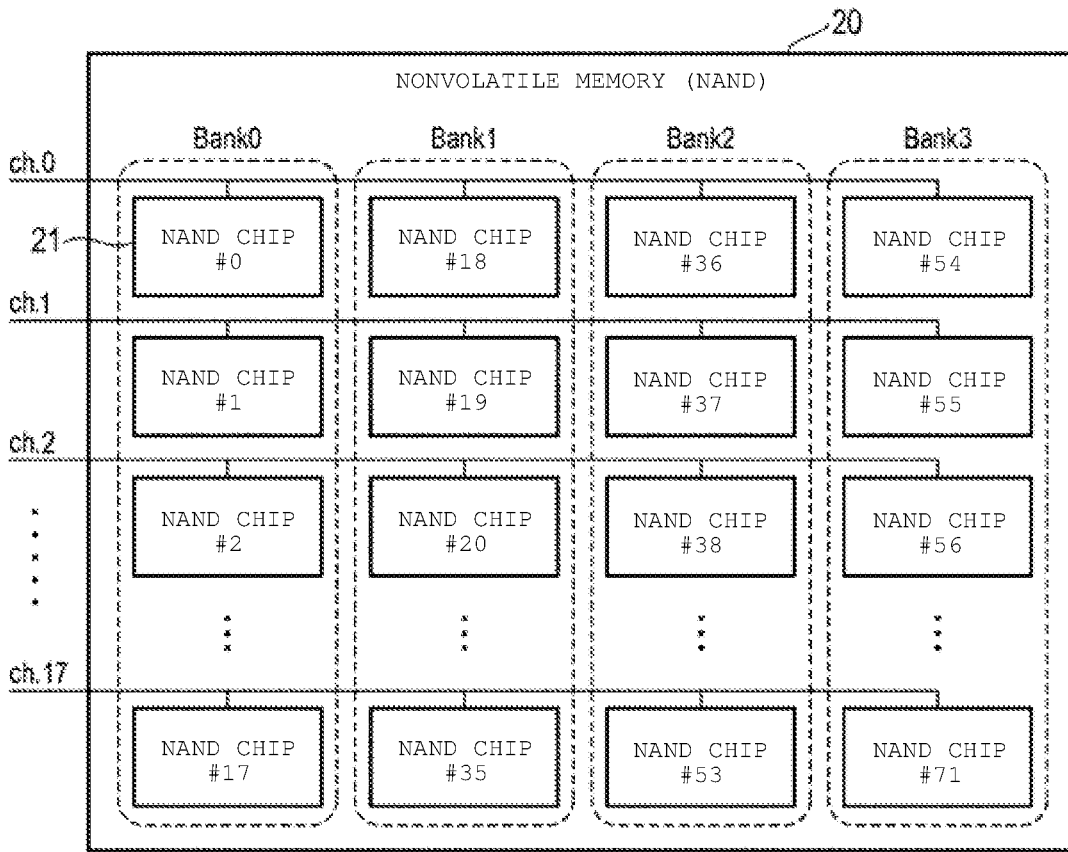 20
NONVOLATILE MEMORY (NAND)
Bank0 Bank1 Bank2 Bank3
ch.0
21
NAND CHIP #0
NAND CHIP #18
NAND CHIP #36
NAND CHIP #54
ch.1
NAND CHIP #1
NAND CHIP #19
NAND CHIP #37
NAND CHIP #55
ch.2
NAND CHIP #2
NAND CHIP #20
NAND CHIP #38
NAND CHIP #56
ch.17
NAND CHIP #17
NAND CHIP #35
NAND CHIP #53
NAND CHIP #71